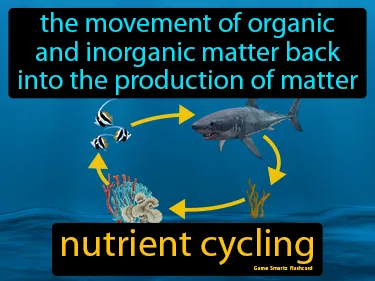 the movement of organic
and inorganic matter back
into the production of matter
nutrient cycling
Game Smartz flashcard